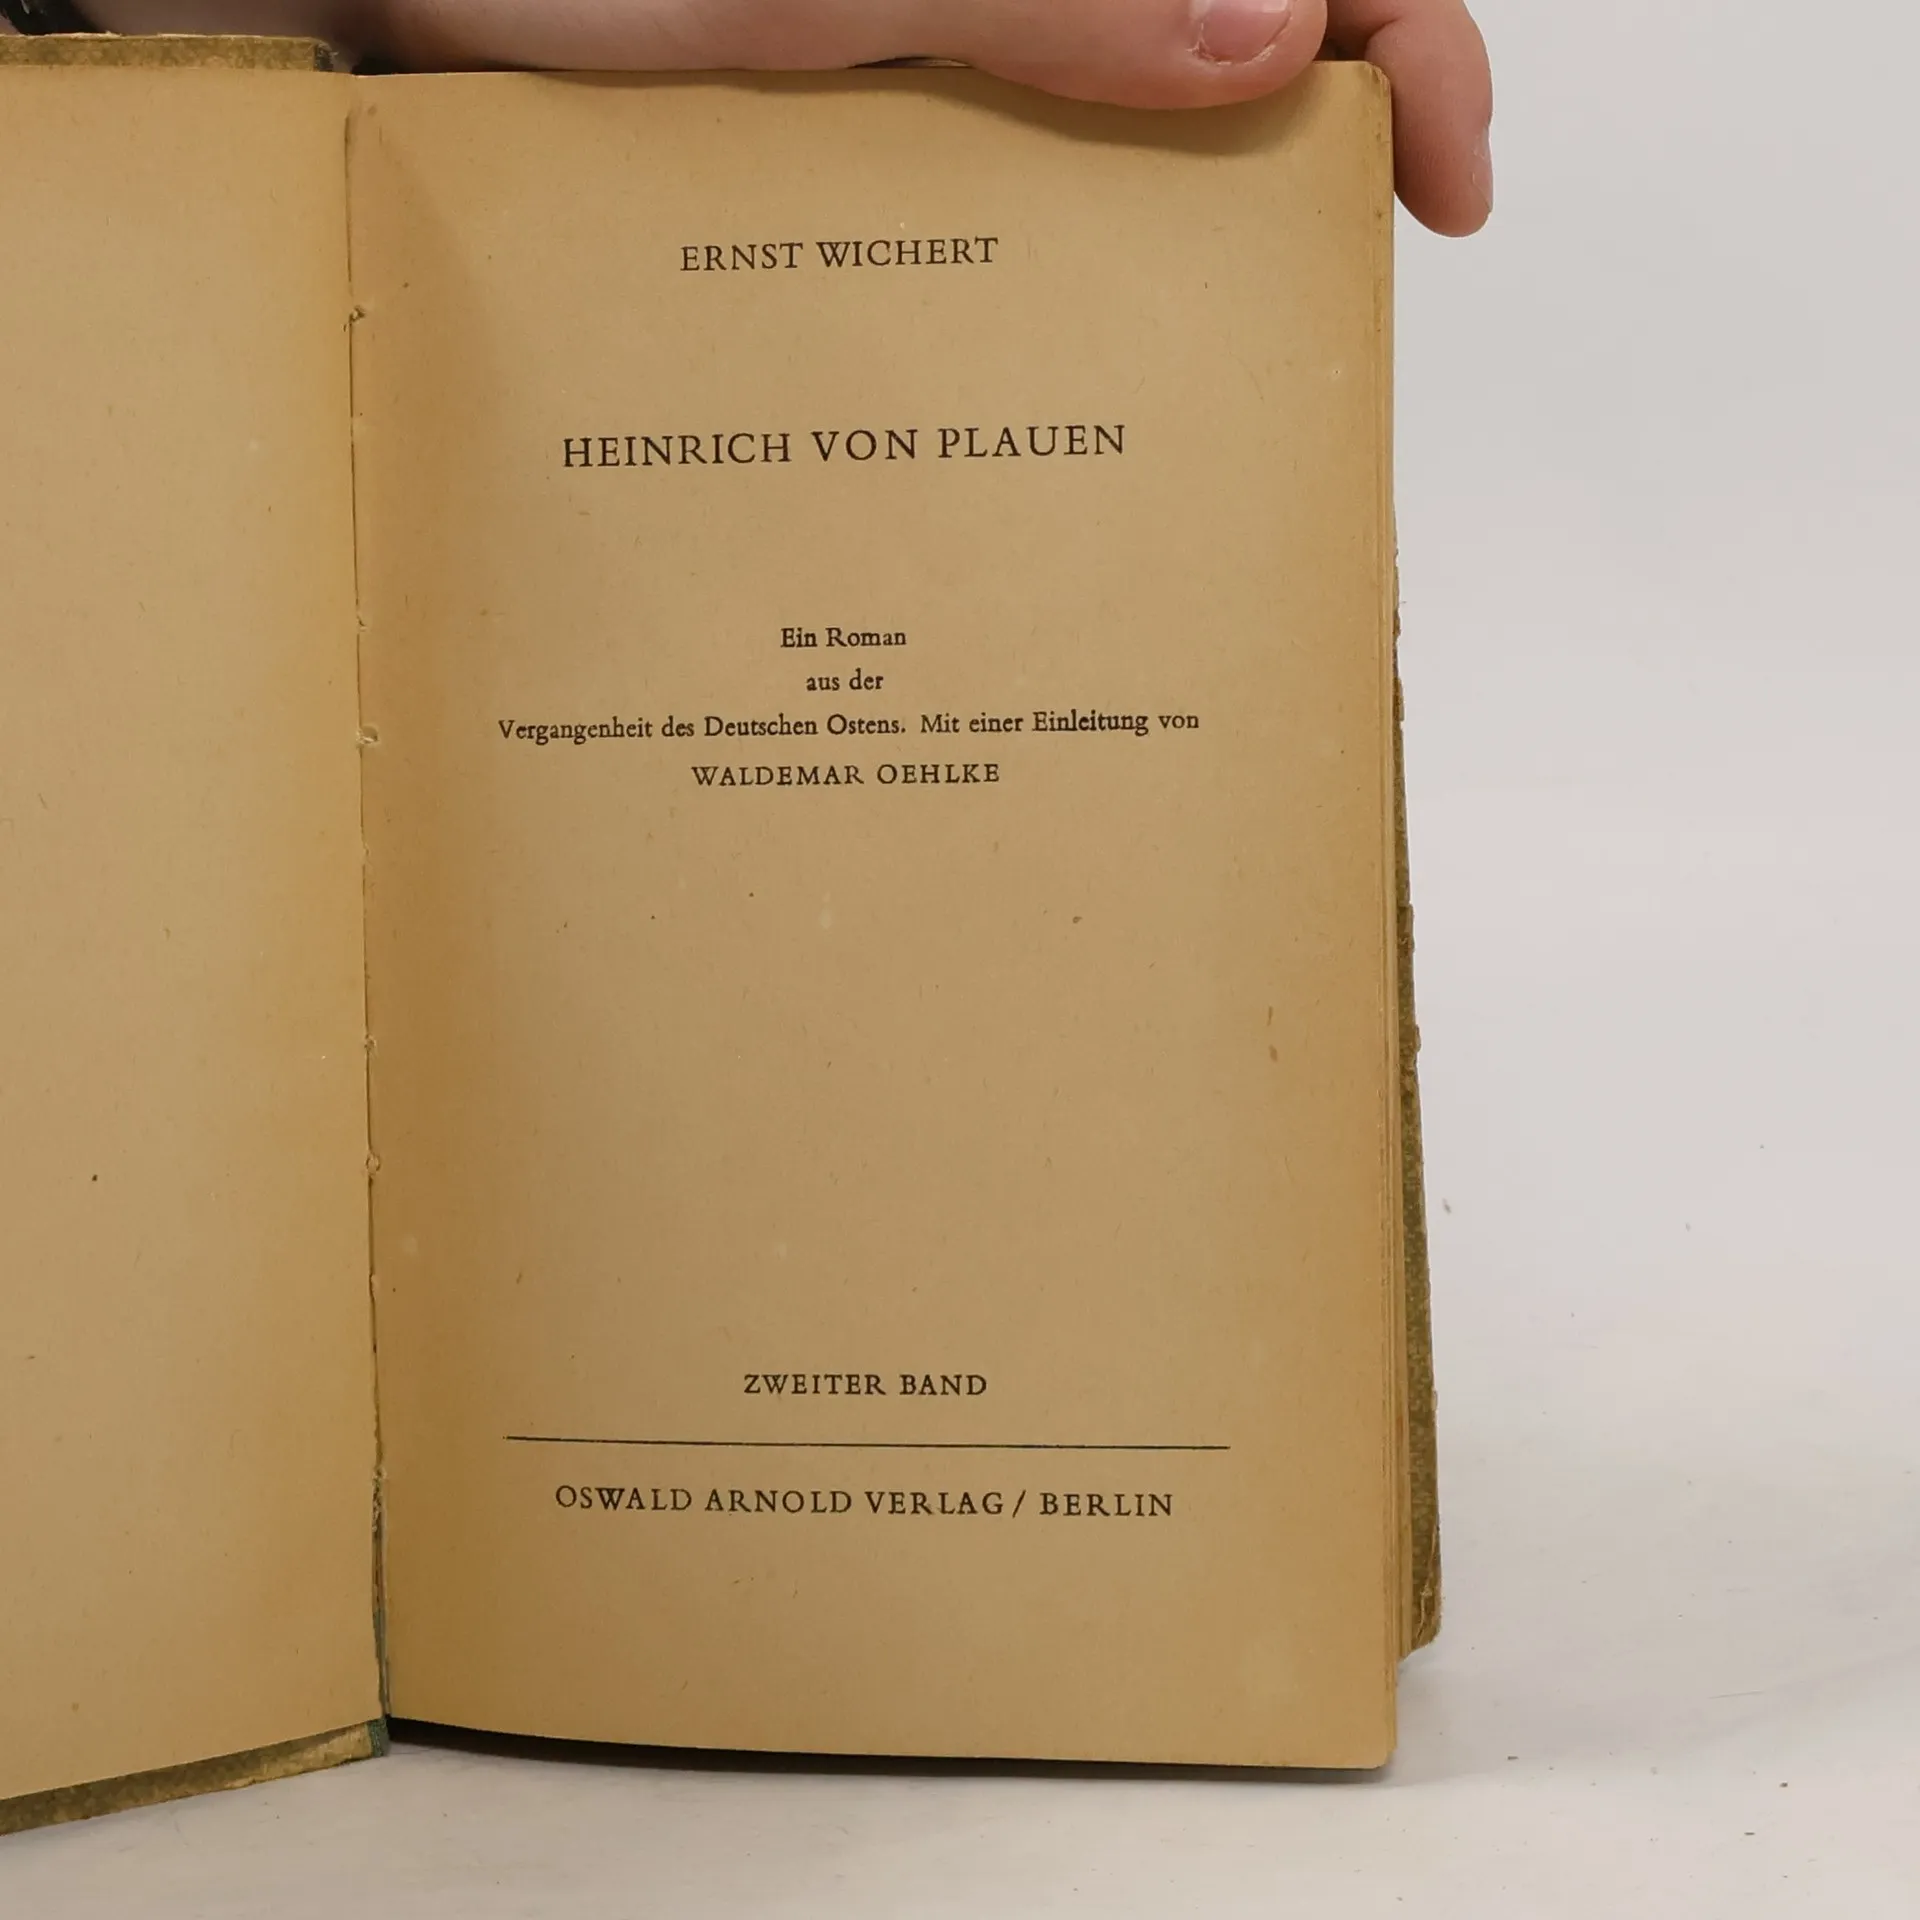 ERNST WICHERT
HEINRICH VON PLAUEN
Ein Roman
aus der
Vergangenheit des Deutschen Ostens. Mit einer Einleitung von
WALDEMAR OEHLKE
ZWEITER BAND
OSWALD ARNOLD VERLAG / BERLIN